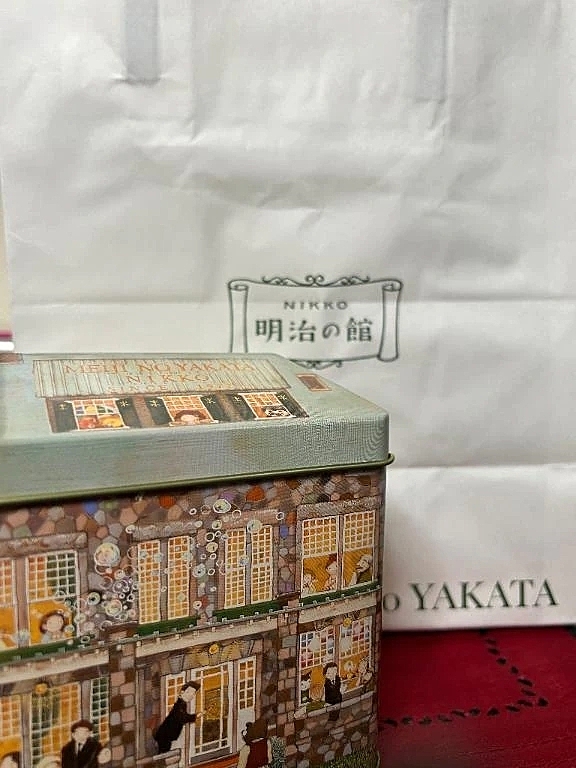 NIKKO
明治の館
MEIJI NO YAKATA
NIKKO
o YAKATA